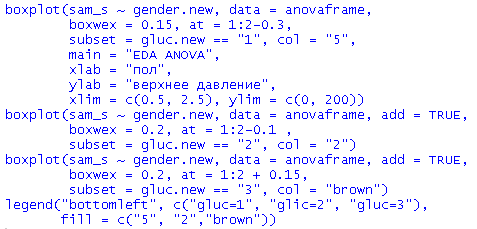 boxplot(sam_s ~ gender.new, data = anovaframe,
        boxwex = 0.15, at = 1:2-0.3,
        subset = gluc.new == "1", col = "5",
        main = "EDA ANOVA",
        xlab = "пол",
        ylab = "верхнее давление",
        xlim = c(0.5, 2.5), ylim = c(0, 200))
boxplot(sam_s ~ gender.new, data = anovaframe, add = TRUE,
        boxwex = 0.2, at = 1:2-0.1 ,
        subset = gluc.new == "2", col = "2")
boxplot(sam_s ~ gender.new, data = anovaframe, add = TRUE,
        boxwex = 0.2, at = 1:2 + 0.15,
        subset = gluc.new == "3", col = "brown")
legend("bottomleft", c("gluc=1", "glic=2", "gluc=3"),
       fill = c("5", "2","brown"))